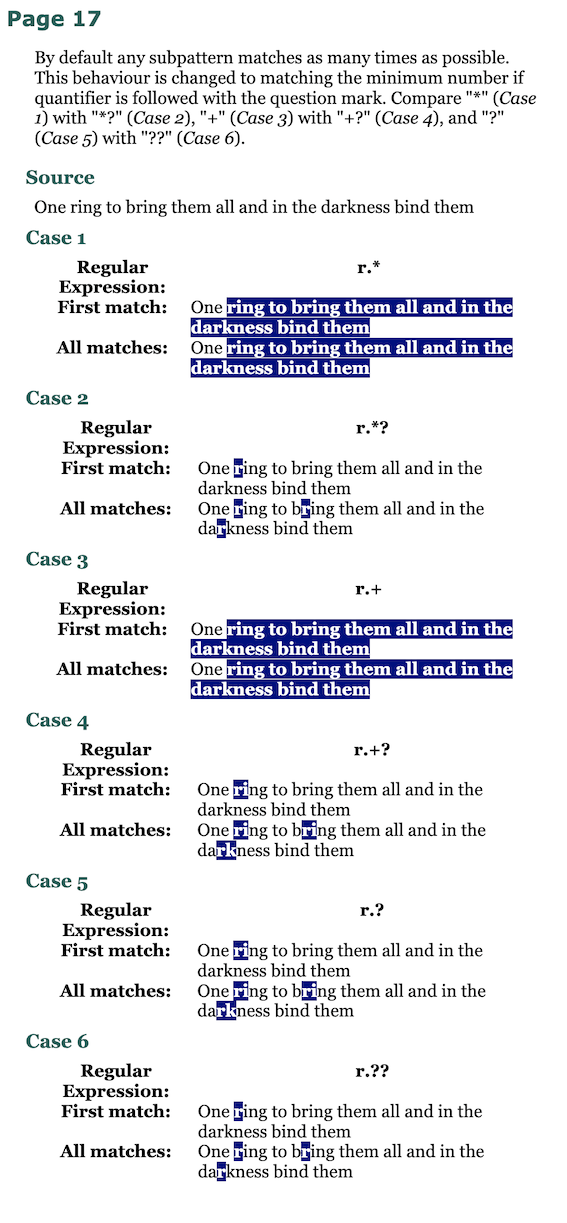 Page 17
By default any subpattern matches as many times as possible.
This behaviour is changed to matching the minimum number if
quantifier is followed with the question mark. Compare "*" (Case
1) with "*?" (Case 2), "+" (Case 3) with "+?" (Case 4), and "?"
(Case 5) with "??" (Case 6).
Source
One ring to bring them all and in the darkness bind them
Case 1
Regular r.*
Expression:
First match: One ring to bring them all and in the
darkness bind them
All matches: One ring to bring them all and in the
darkness bind them
Case 2
Regular r.*?
Expression:
First match: One ring to bring them all and in the
darkness bind them
All matches: One ring to bring them all and in the
darkness bind them
Case 3
Regular r.+
Expression:
First match: One ring to bring them all and in the
darkness bind them
All matches: One ring to bring them all and in the
darkness bind them
Case 4
Regular r.+?
Expression:
First match: One ring to bring them all and in the
darkness bind them
All matches: One ring to bring them all and in the
darkness bind them
Case 5
Regular r.?
Expression:
First match: One ring to bring them all and in the
darkness bind them
All matches: One ring to bring them all and in the
darkness bind them
Case 6
Regular r.??
Expression:
First match: One ring to bring them all and in the
darkness bind them
All matches: One ring to bring them all and in the
darkness bind them